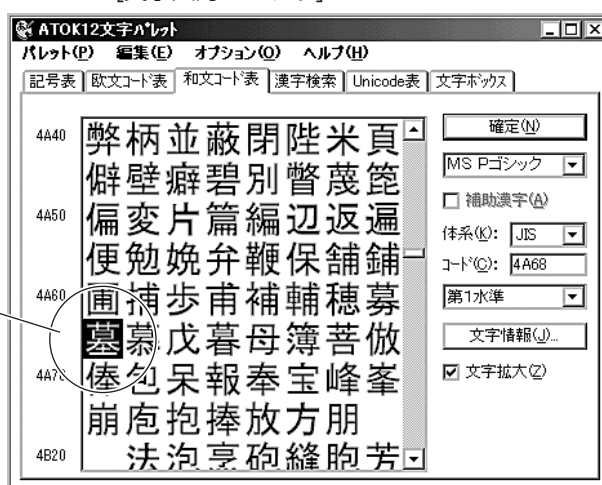 ATOK12文字パレット
パレット(P) 編集(E) オプション(O) ヘルプ(H)
記号表 欧文コード表 和文コード表 漢字検索 Unicode表 文字ボックス
4A40 弊柄並蔽閉陛米頁
僻壁癖碧別瞥蔑箆
4A50 偏変片篇編辺返遍
便勉娩弁鞭保舗鋪
4A60 圃捕歩甫補輔穂募
墓慕戊暮母簿菩倣
4A70 俸包呆報奉宝峰峯
崩庖抱捧放方朋
4B20 法泡烹砲縫胞芳
確定(N)
MS Pゴシック
補助漢字(A)
体系(K): JIS
コード(C): 4A68
第1水準
文字情報(J)...
文字拡大(Z)